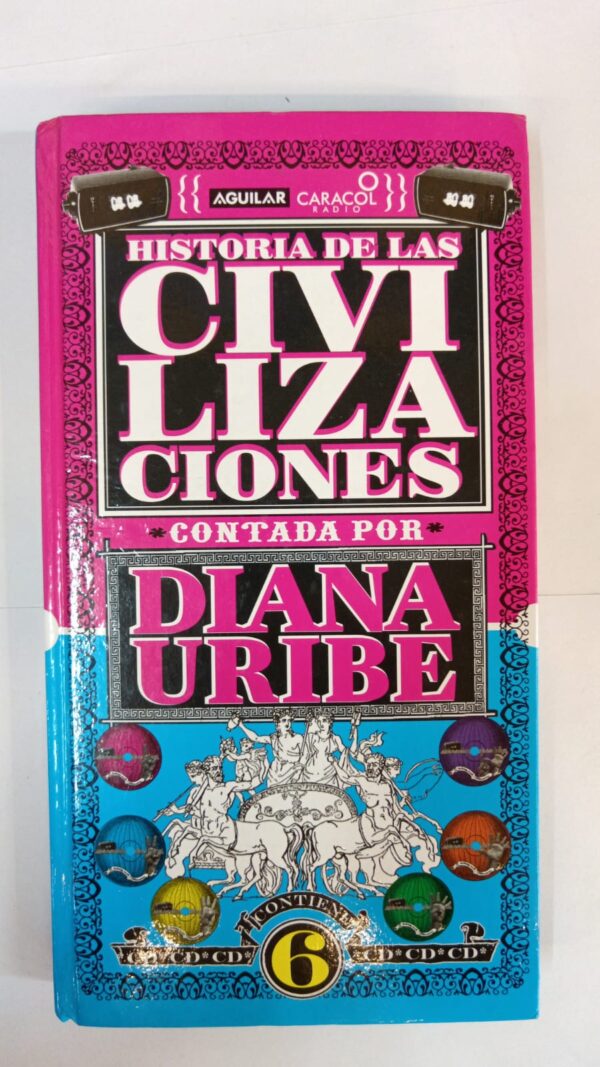 AGUILAR CARACOL
RADIO
HISTORIA DE LAS
CIVI
LIZA
CIONES
*CONTADA POR*
DIANA
URIBE
CONTIENE
CD*CD*CD* 6 CD*CD*CD*